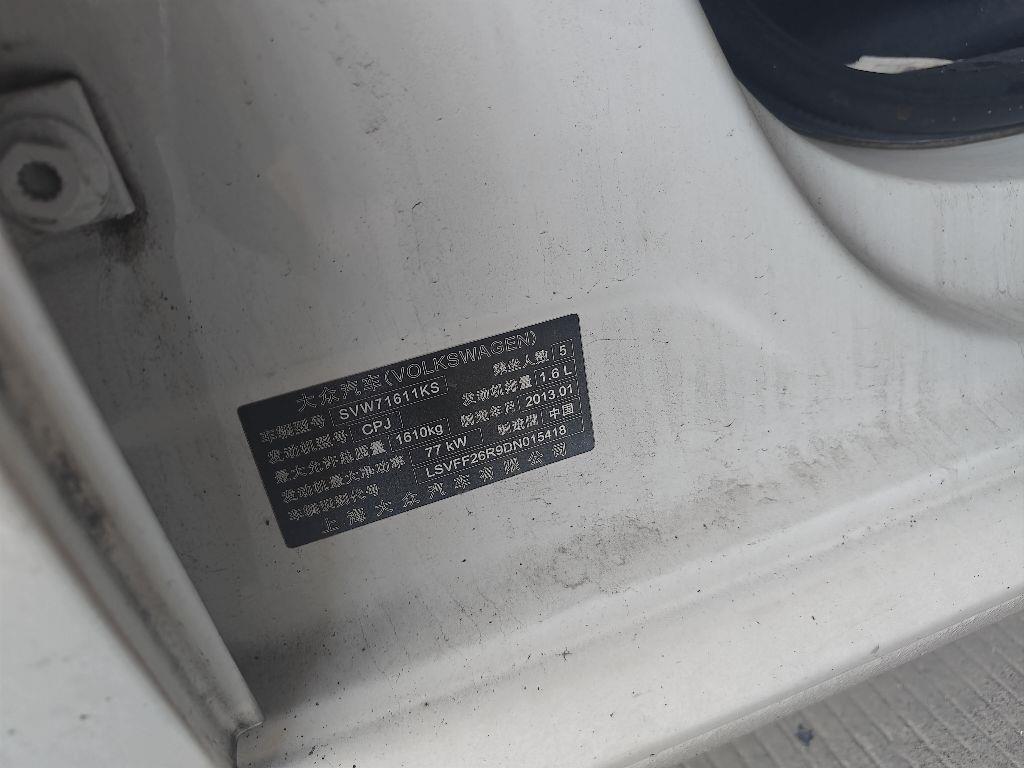 大众汽车(VOLKSWAGEN)
车辆型号 SVW71611KS 乘坐人数 5
发动机型号 CPJ 发动机排量 1.6 L
最大允许总质量 1610kg 制造年月 2013.01
发动机最大净功率 77 kW 制造国 中国
车辆识别代号 LSVFF26R9DN015418
上海大众汽车有限公司